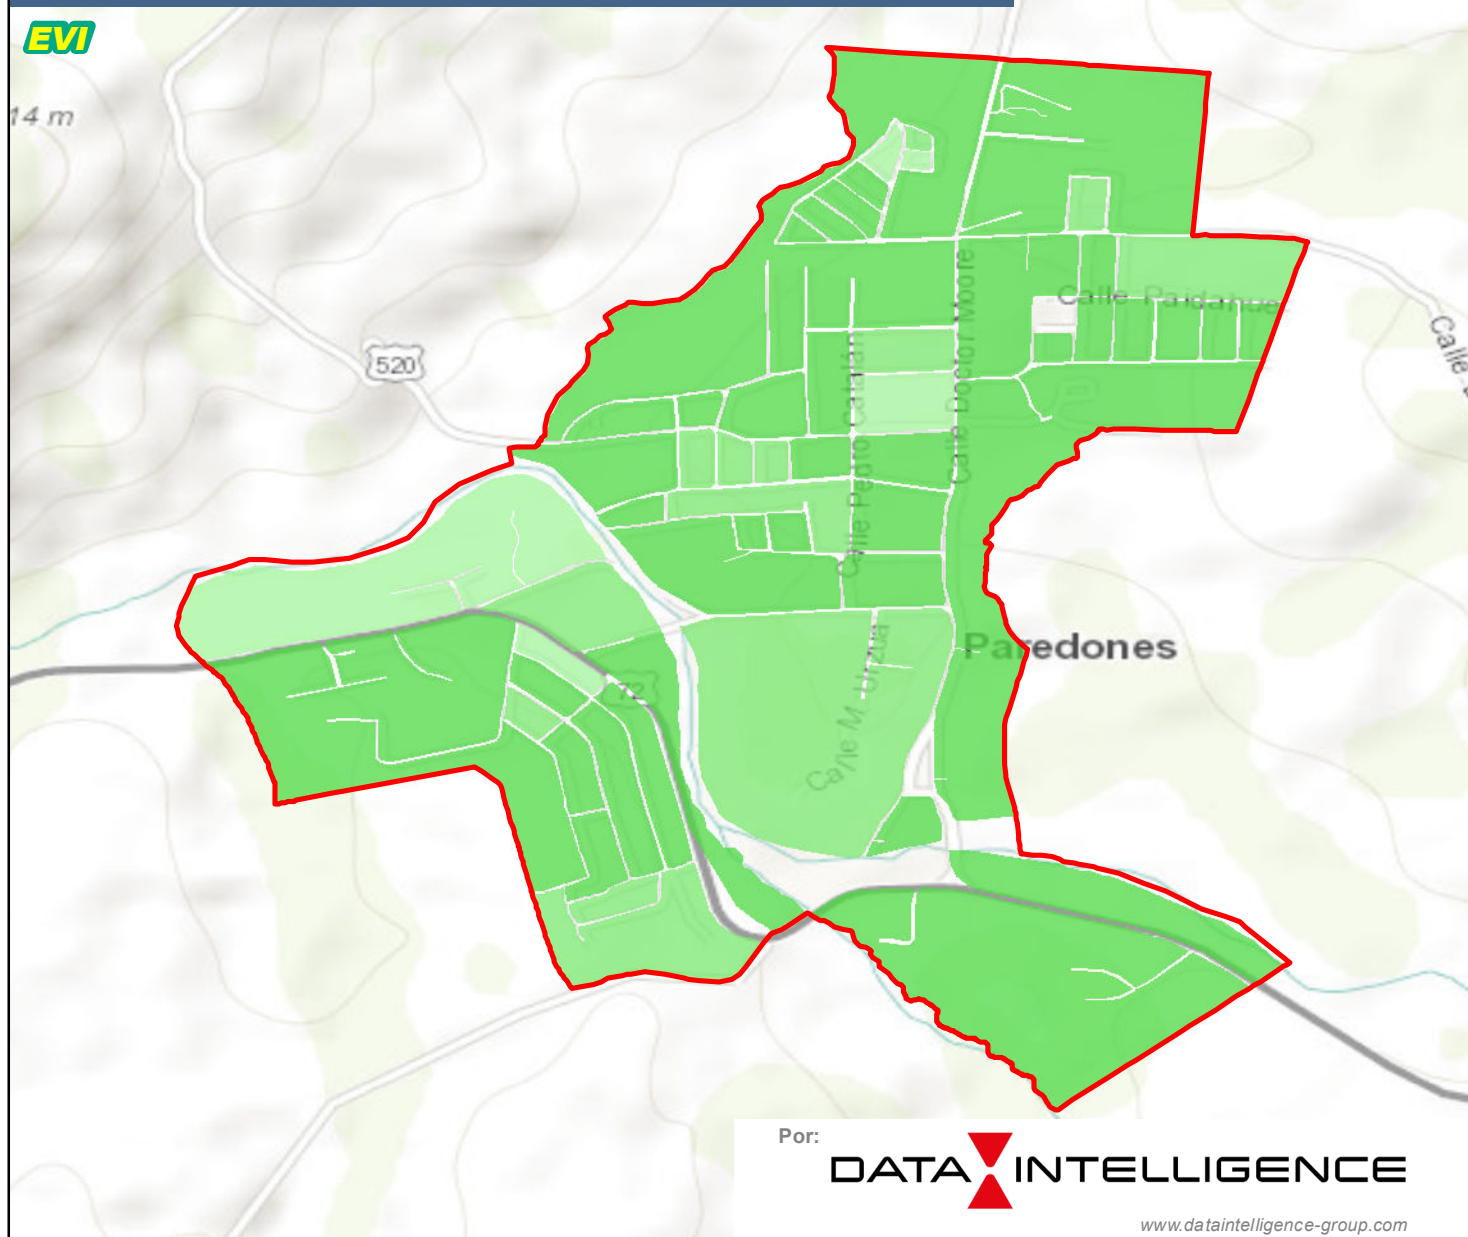 EVI
14 m
520
Calle Doctor Moore
Calle Paidahue
Calle
Calle Pedro Catalán
Paredones
72
Calle M. Urzúa
Por:
DATA INTELLIGENCE
www.dataintelligence-group.com